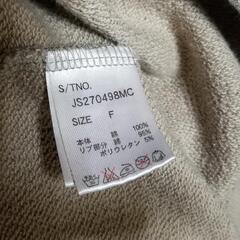 S/TNO.
JS270498MC
SIZE F
本体 綿 100%
リブ部分 綿 95%
ポリウレタン 5%